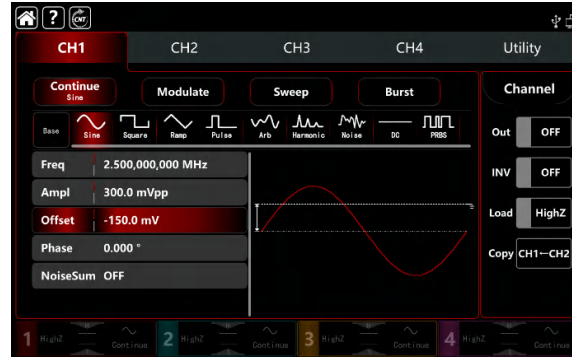 ? CNT
CH1 CH2 CH3 CH4 Utility
Continue Sine Modulate Sweep Burst Channel
Base Sine Square Ramp Pulse Arb Harmonic Noise DC PRBS
Out OFF
Freq 2.500,000,000 MHz
INV OFF
Ampl 300.0 mVpp
Offset -150.0 mV
Load HighZ
Phase 0.000 °
Copy CH1←CH2
NoiseSum OFF
1 HighZ Continue 2 HighZ Continue 3 HighZ Continue 4 HighZ Continue